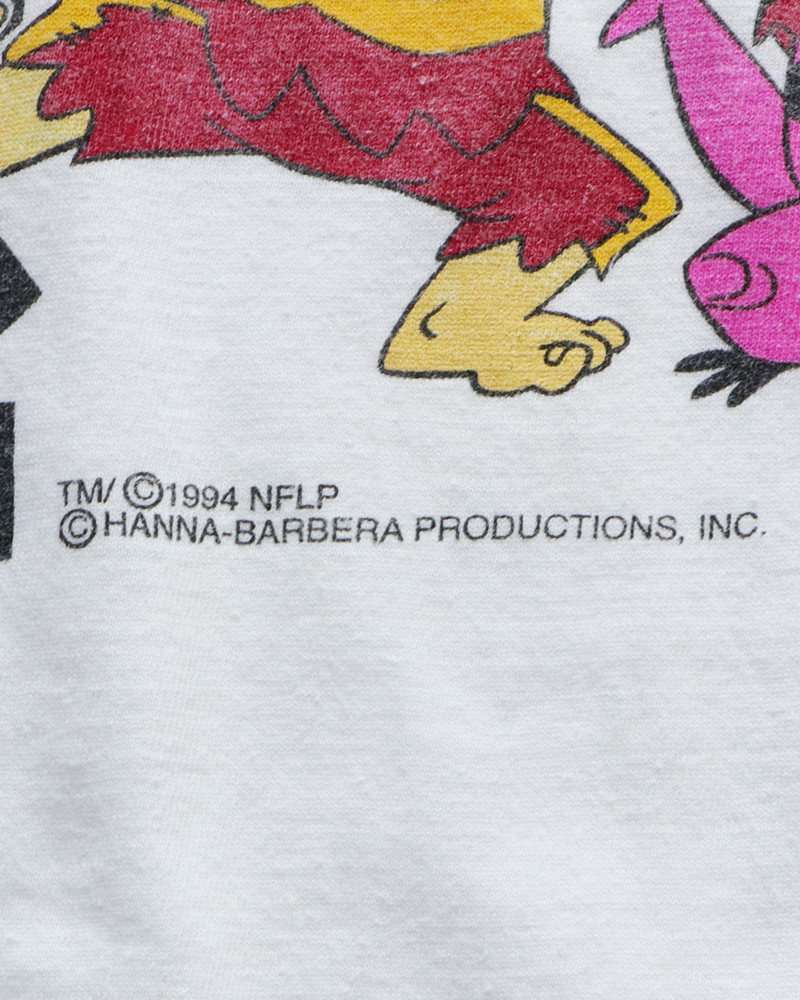 TM/ ©1994 NFLP
©HANNA-BARBERA PRODUCTIONS, INC.